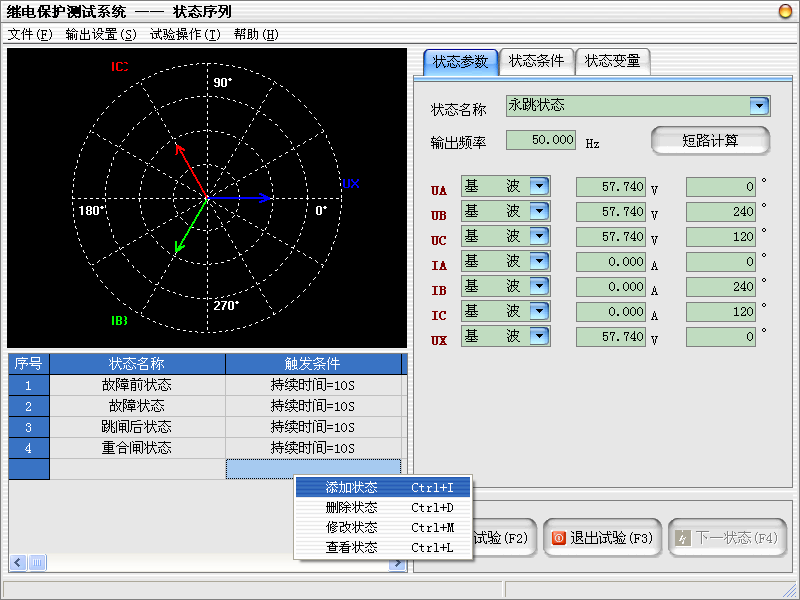 继电保护测试系统 —— 状态序列
文件(F) 输出设置(S) 试验操作(T) 帮助(H)
90°
UX
180°
0°
270°
状态参数 状态条件 状态变量
状态名称 永跳状态
输出频率 50.000 Hz 短路计算
UA 基 波 57.740 V 0 °
UB 基 波 57.740 V 240 °
UC 基 波 57.740 V 120 °
IA 基 波 0.000 A 0 °
IB 基 波 0.000 A 240 °
IC 基 波 0.000 A 120 °
UX 基 波 57.740 V 0 °
序号 状态名称 触发条件
1 故障前状态 持续时间=10S
2 故障状态 持续时间=10S
3 跳闸后状态 持续时间=10S
4 重合闸状态 持续时间=10S
添加状态 Ctrl+I
删除状态 Ctrl+D
修改状态 Ctrl+M
查看状态 Ctrl+L
试验(F2) 退出试验(F3) 下一状态(F4)